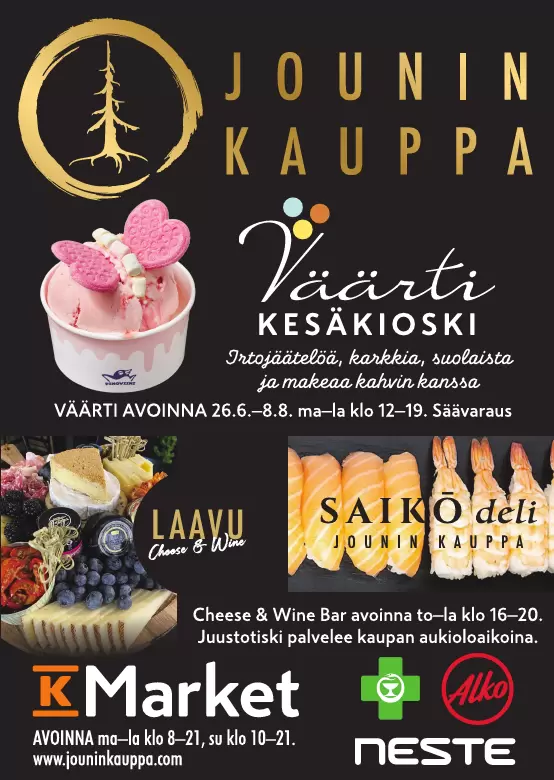 JOUNIN
KAUPPA
Väärti
KESÄKIOSKI
Irtojäätelöä, karkkia, suolaista
ja makeaa kahvin kanssa
VÄÄRTI AVOINNA 26.6.–8.8. ma–la klo 12–19. Säävaraus
LAAVU
Cheese & Wine
SAIKŌ deli
JOUNIN KAUPPA
Cheese & Wine Bar avoinna to–la klo 16–20.
Juustotiski palvelee kaupan aukioloaikoina.
K Market
Alko
AVOINNA ma–la klo 8–21, su klo 10–21.
www.jouninkauppa.com
NESTE